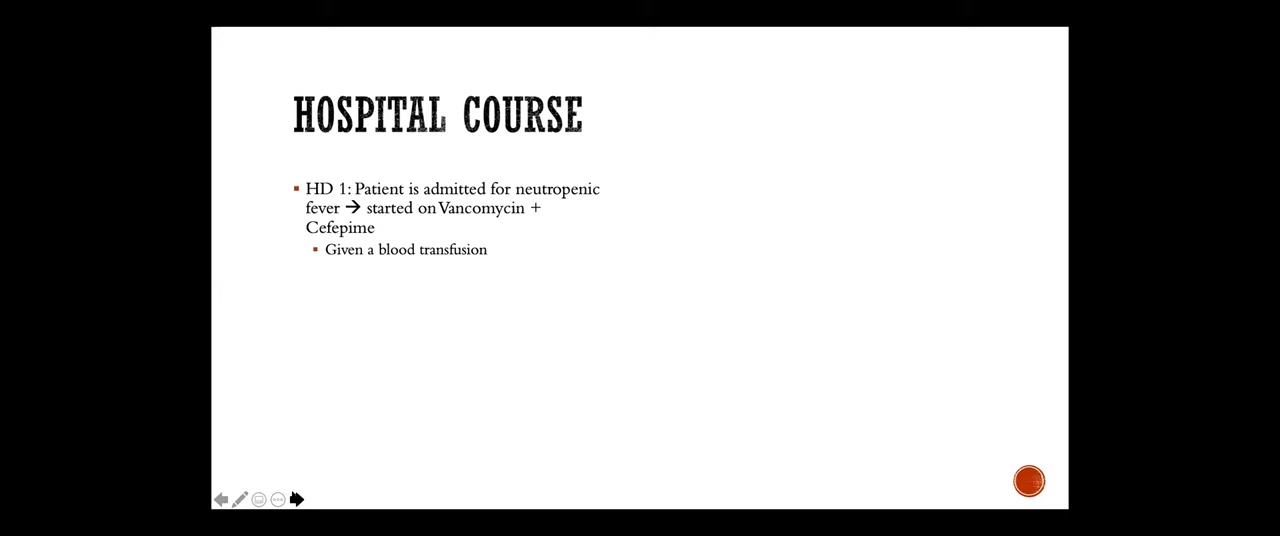 HOSPITAL COURSE
▪ HD 1: Patient is admitted for neutropenic
fever → started on Vancomycin +
Cefepime
▪ Given a blood transfusion